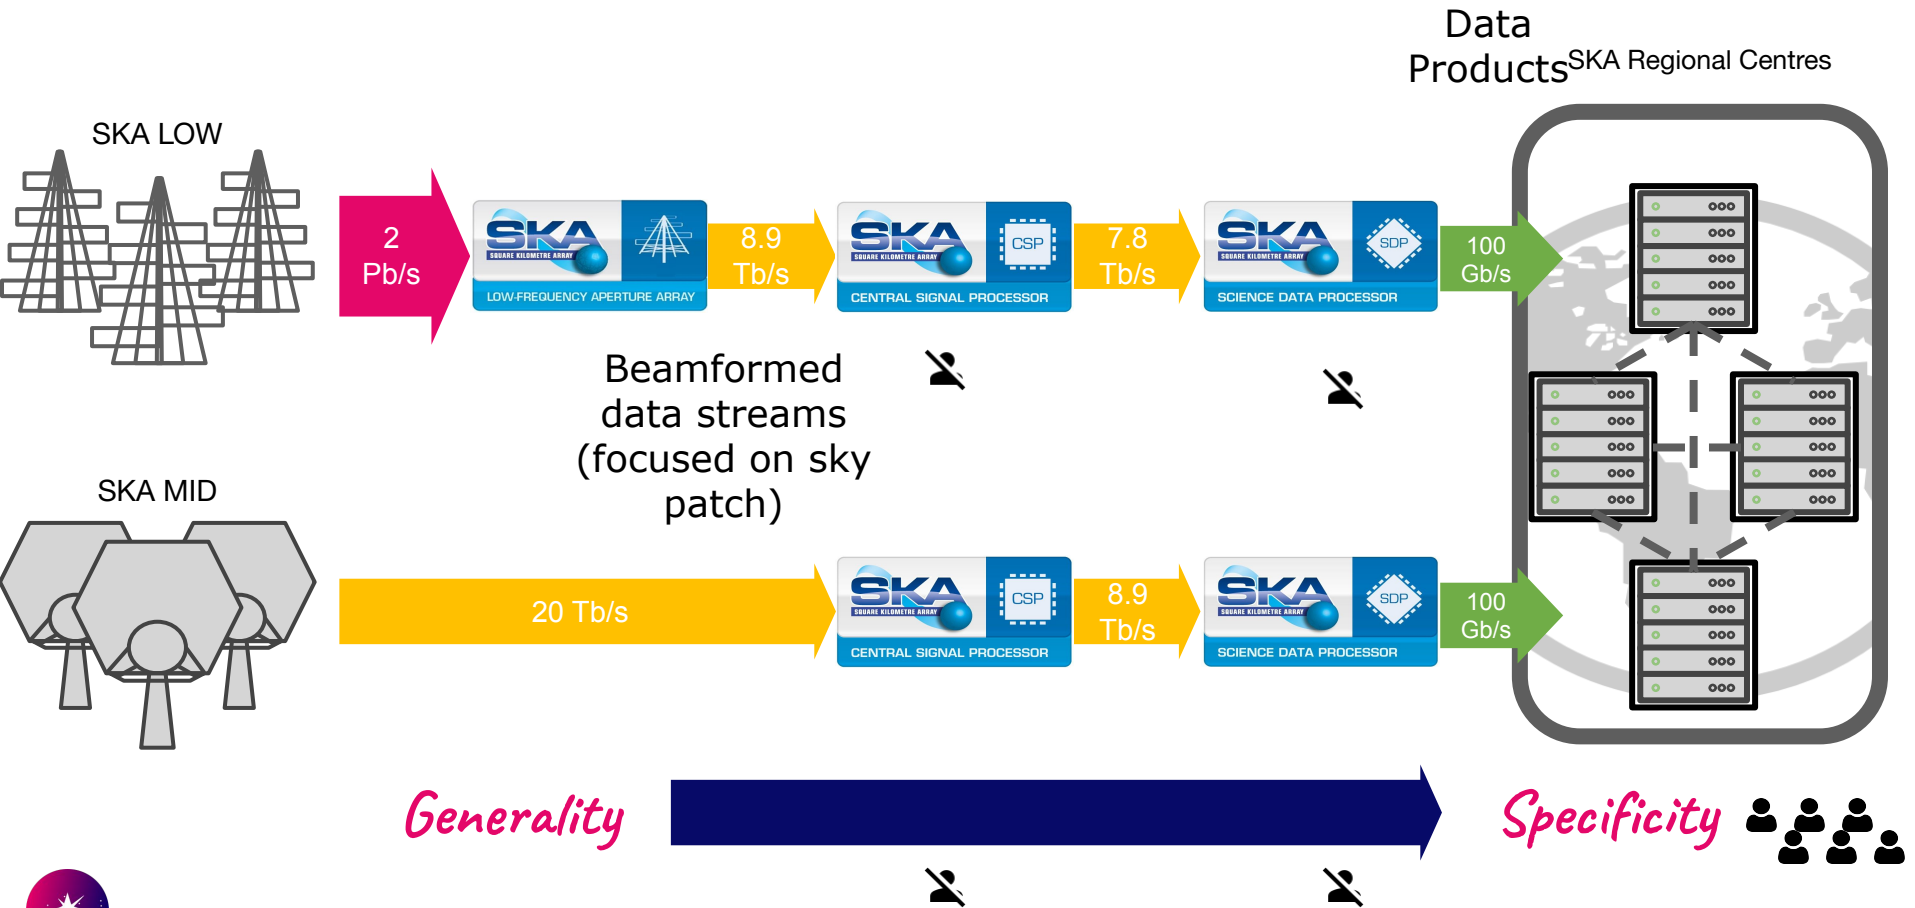 Data
Products
SKA Regional Centres
SKA LOW
2
Pb/s
SKA
SQUARE KILOMETRE ARRAY
LOW-FREQUENCY APERTURE ARRAY
8.9
Tb/s
SKA
SQUARE KILOMETRE ARRAY
CSP
CENTRAL SIGNAL PROCESSOR
7.8
Tb/s
SKA
SQUARE KILOMETRE ARRAY
SDP
SCIENCE DATA PROCESSOR
100
Gb/s
Beamformed
data streams
(focused on sky
patch)
SKA MID
20 Tb/s
SKA
SQUARE KILOMETRE ARRAY
CSP
CENTRAL SIGNAL PROCESSOR
8.9
Tb/s
SKA
SQUARE KILOMETRE ARRAY
SDP
SCIENCE DATA PROCESSOR
100
Gb/s
Generality
Specificity